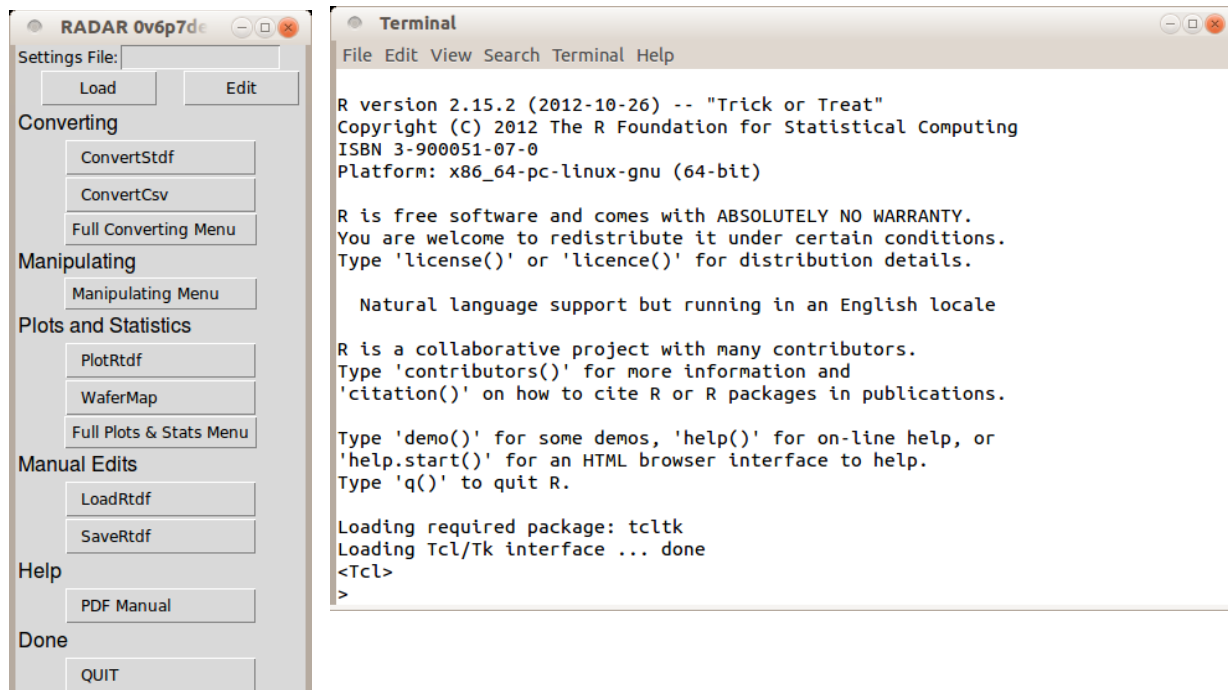 RADAR 0v6p7de
Settings File:
Load
Edit
Converting
ConvertStdf
ConvertCsv
Full Converting Menu
Manipulating
Manipulating Menu
Plots and Statistics
PlotRtdf
WaferMap
Full Plots & Stats Menu
Manual Edits
LoadRtdf
SaveRtdf
Help
PDF Manual
Done
QUIT
Terminal
File Edit View Search Terminal Help
R version 2.15.2 (2012-10-26) -- "Trick or Treat"
Copyright (C) 2012 The R Foundation for Statistical Computing
ISBN 3-900051-07-0
Platform: x86_64-pc-linux-gnu (64-bit)
R is free software and comes with ABSOLUTELY NO WARRANTY.
You are welcome to redistribute it under certain conditions.
Type 'license()' or 'licence()' for distribution details.
Natural language support but running in an English locale
R is a collaborative project with many contributors.
Type 'contributors()' for more information and
'citation()' on how to cite R or R packages in publications.
Type 'demo()' for some demos, 'help()' for on-line help, or
'help.start()' for an HTML browser interface to help.
Type 'q()' to quit R.
Loading required package: tcltk
Loading Tcl/Tk interface ... done
<Tcl>
>